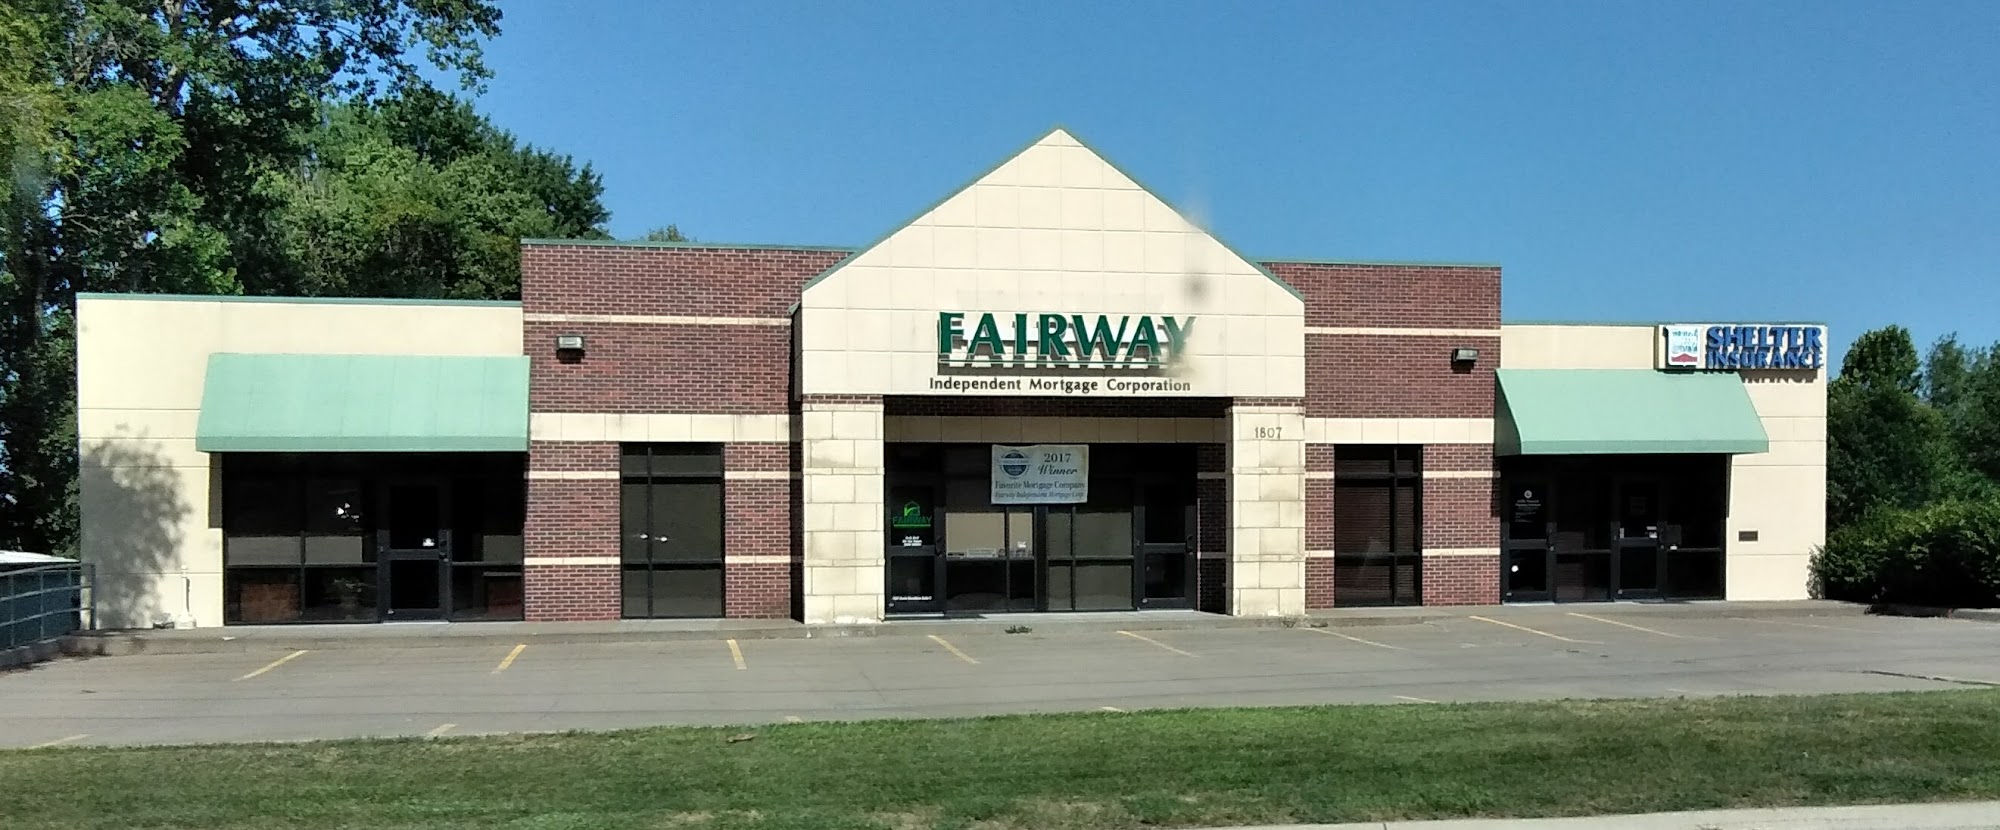 FAIRWAY
Independent Mortgage Corporation
SHELTER
INSURANCE
1807
2017
Winner
Favorite Mortgage Company
Fairway Independent Mortgage Corp
FAIRWAY